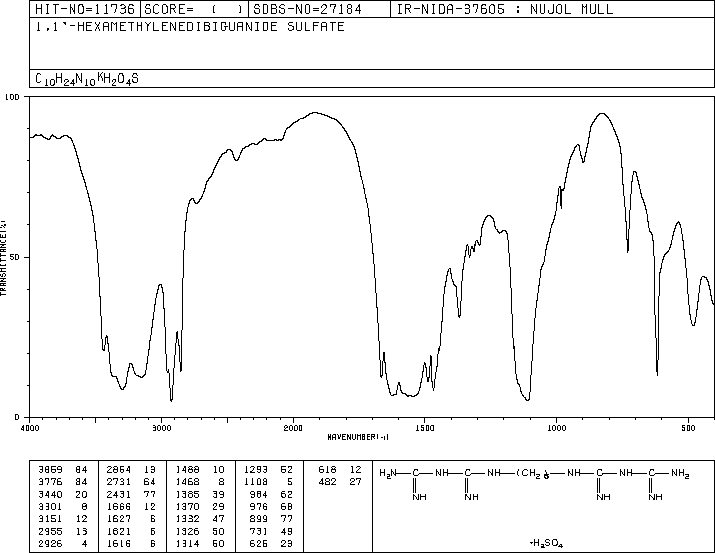 HIT-NO=11736 SCORE= ( ) SDBS-NO=27184 IR-NIDA-37605 : NUJOL MULL
1,1'-HEXAMETHYLENEDIBIGUANIDE SULFATE
C10H24N10*H2O4S
100
50
0
TRANSMITTANCE(%)
4000 3000 2000 1500 1000 500
WAVENUMBER(-1)
3869 84 2854 13 1488 10 1293 52 618 12
3776 84 2731 64 1468 8 1108 5 482 27
3440 20 2431 77 1385 39 984 62
3301 8 1666 12 1370 29 976 68
3151 12 1627 6 1332 47 899 77
2955 13 1621 6 1326 50 731 49
2926 4 1616 6 1314 50 626 29
H2N—C—NH—C—NH—(CH2)6—NH—C—NH—C—NH2
NH NH NH NH
•H2SO4